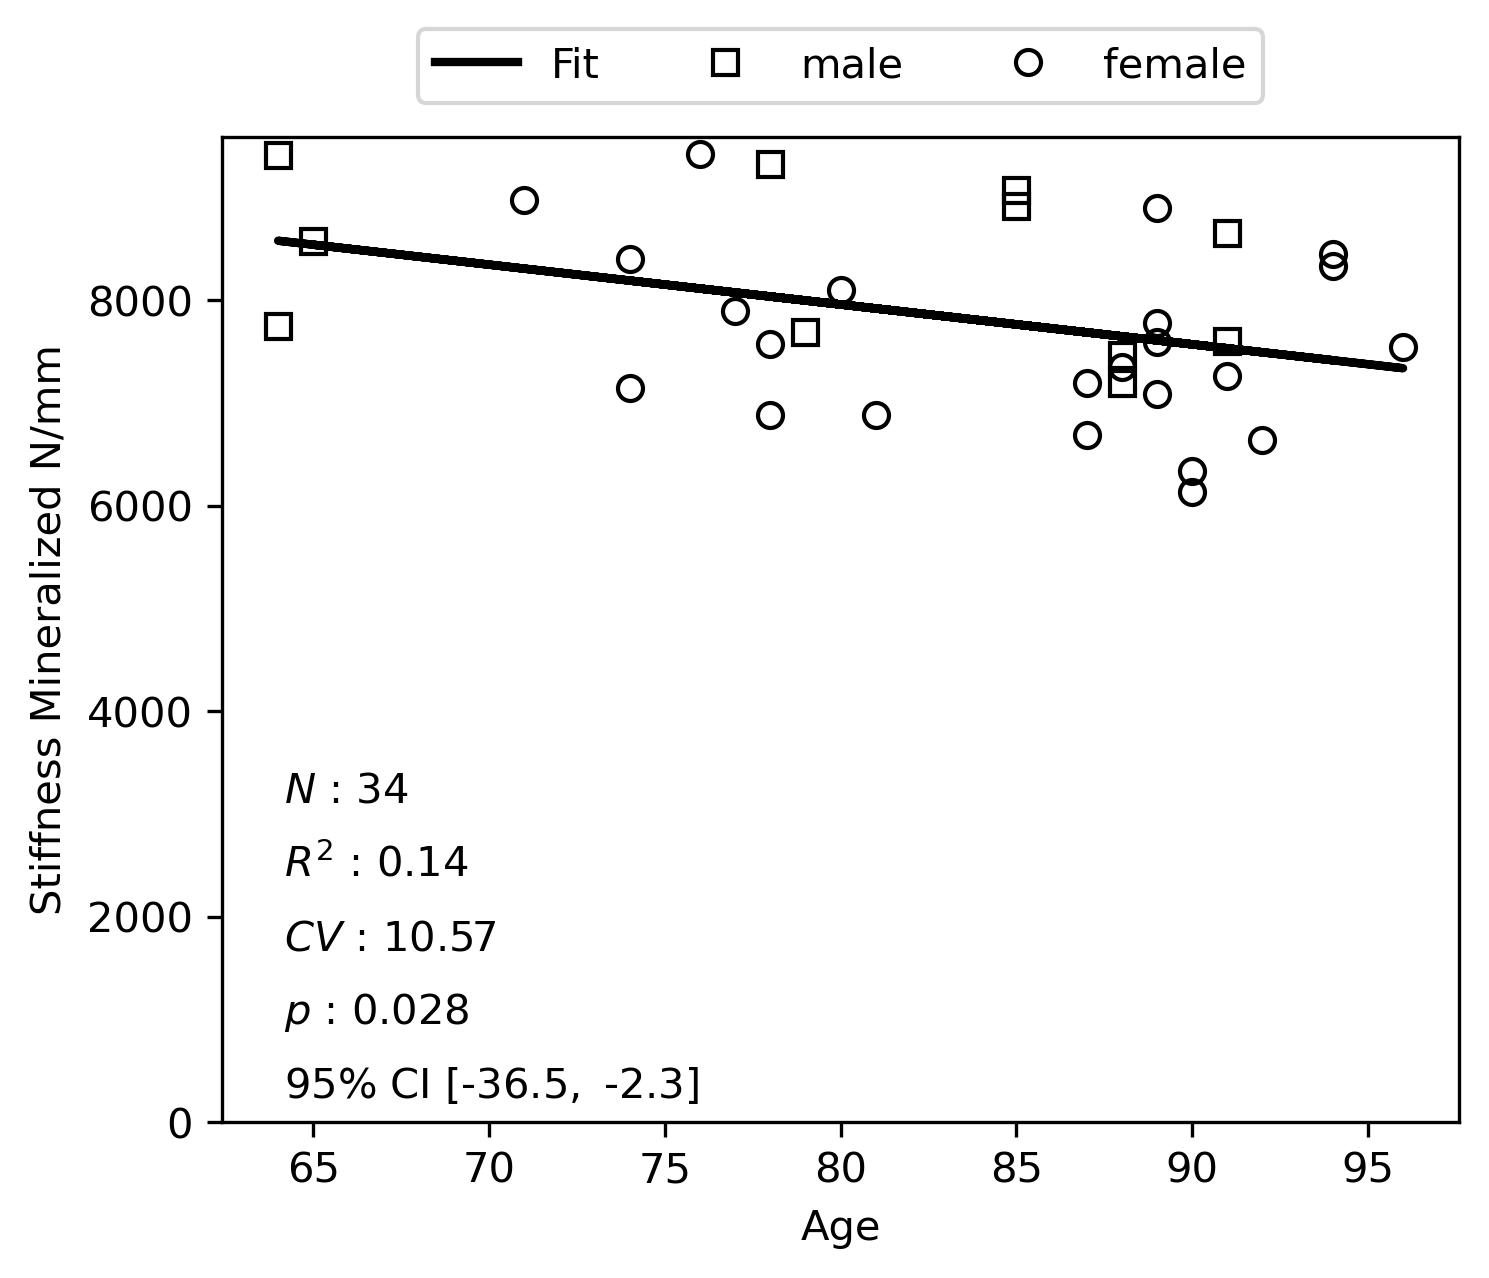 Fit male female
Stiffness Mineralized N/mm
8000
6000
4000
2000
0
N : 34
R² : 0.14
CV : 10.57
p : 0.028
95% CI [-36.5, -2.3]
65 70 75 80 85 90 95
Age